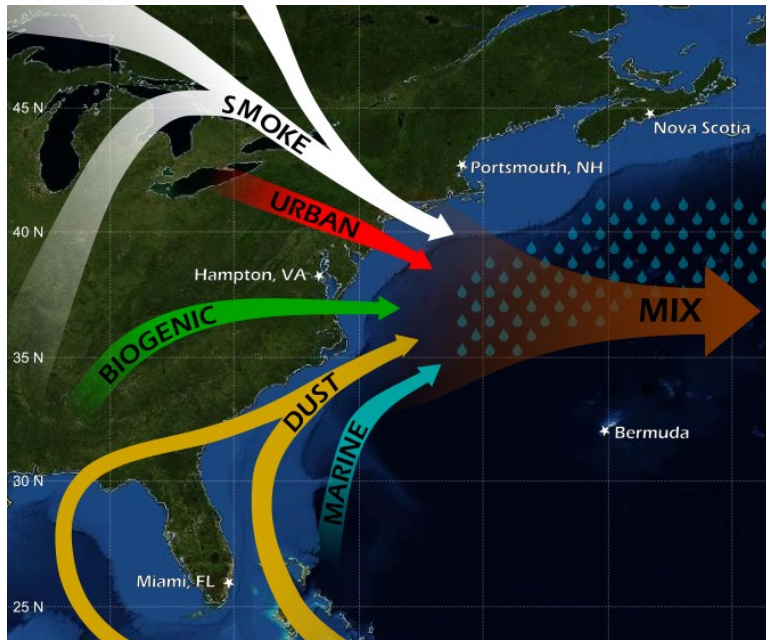 45 N
SMOKE
Nova Scotia
Portsmouth, NH
URBAN
40 N
Hampton, VA
MIX
BIOGENIC
35 N
DUST
Bermuda
MARINE
30 N
Miami, FL
25 N